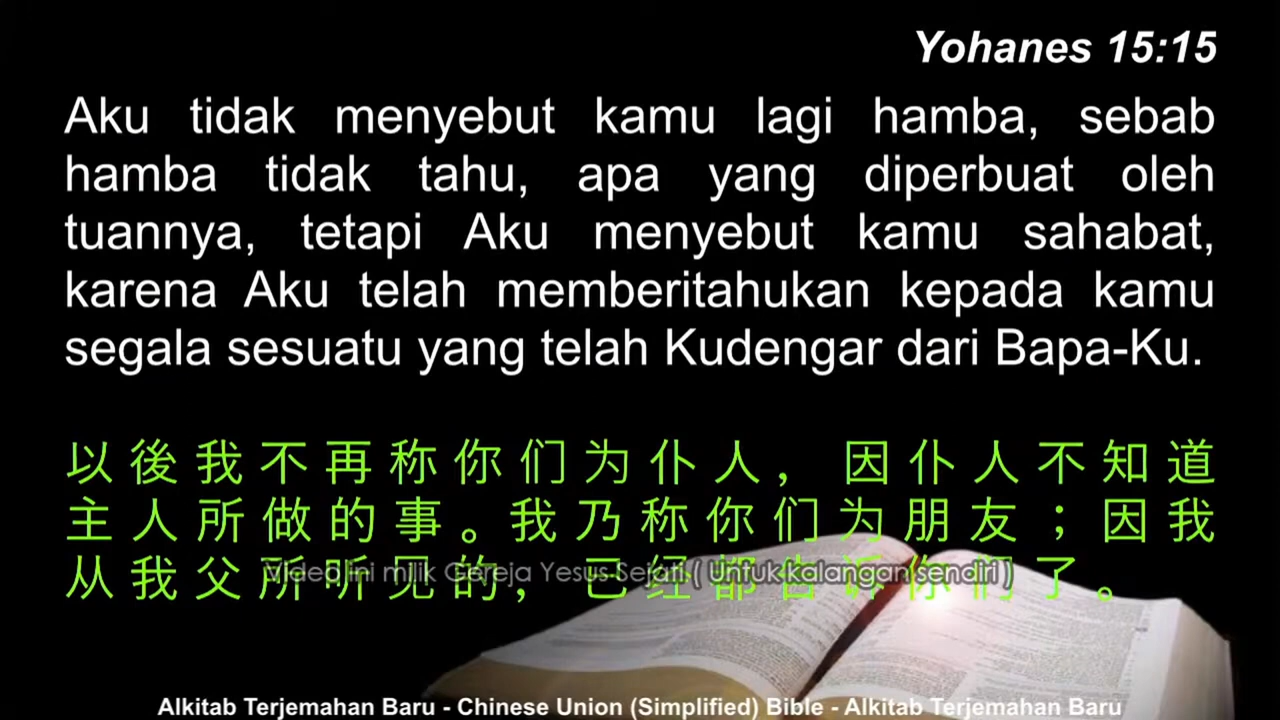 Yohanes 15:15
Aku tidak menyebut kamu lagi hamba, sebab
hamba tidak tahu, apa yang diperbuat oleh
tuannya, tetapi Aku menyebut kamu sahabat,
karena Aku telah memberitahukan kepada kamu
segala sesuatu yang telah Kudengar dari Bapa-Ku.
以後我不再称你们为仆人，因仆人不知道
主人所做的事。我乃称你们为朋友；因我
从我父所听见的，已经都告诉你们了。
Video ini milik Gereja Yesus Sejati ( Untuk kalangan sendiri )
Alkitab Terjemahan Baru - Chinese Union (Simplified) Bible - Alkitab Terjemahan Baru